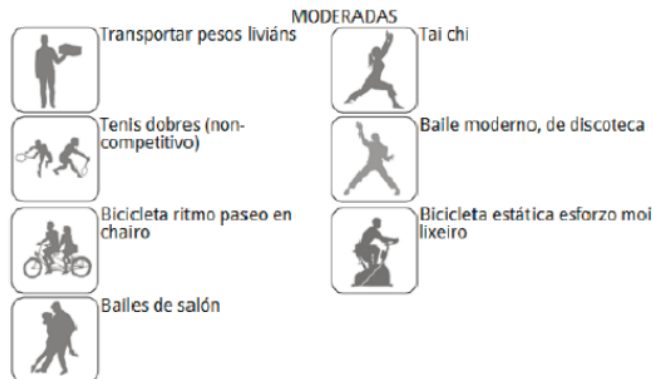 MODERADAS
Transportar pesos liviáns
Tai chi
Tenis dobres (non-
competitivo)
Baile moderno, de discoteca
Bicicleta ritmo paseo en
chairo
Bicicleta estática esforzo moi
lixeiro
Bailes de salón